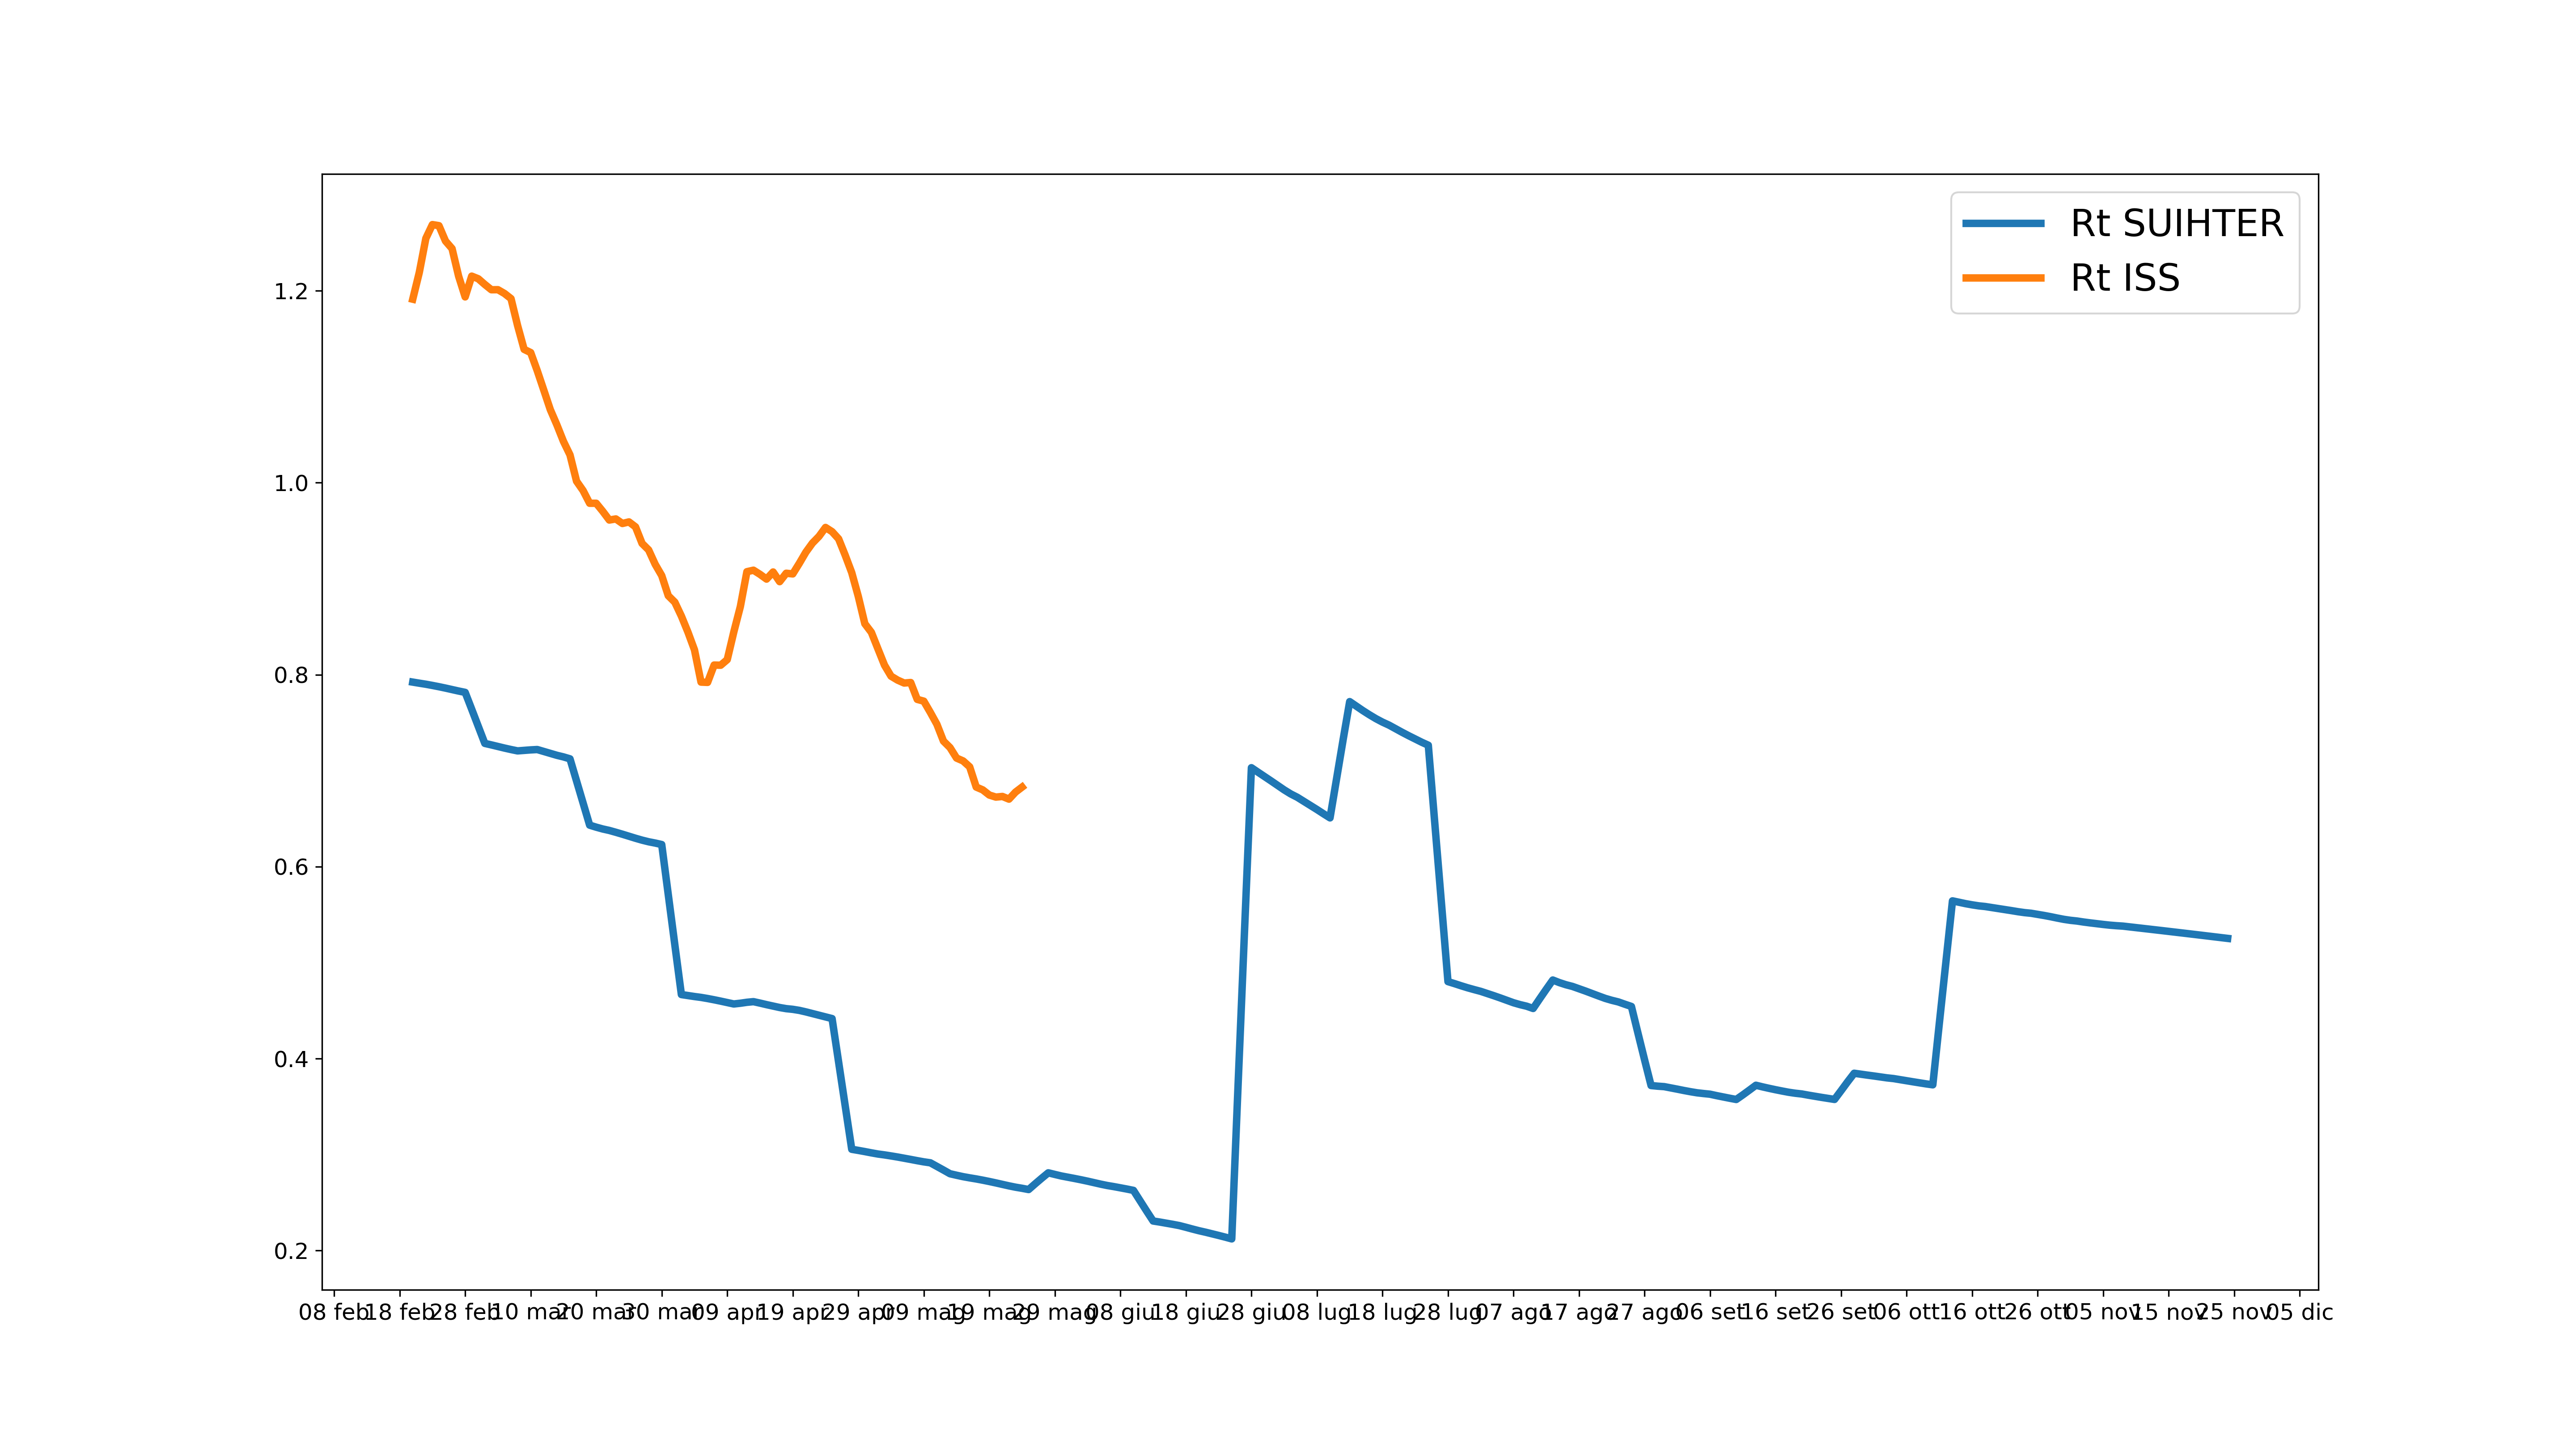 Rt SUIHTER
Rt ISS
1.2
1.0
0.8
0.6
0.4
0.2
08 feb 18 feb 28 feb 10 mar 20 mar 30 mar 09 apr 19 apr 29 apr 09 mag 19 mag 29 mag 08 giu 18 giu 28 giu 08 lug 18 lug 28 lug 07 ago 17 ago 27 ago 06 set 16 set 26 set 06 ott 16 ott 26 ott 05 nov 15 nov 25 nov 05 dic